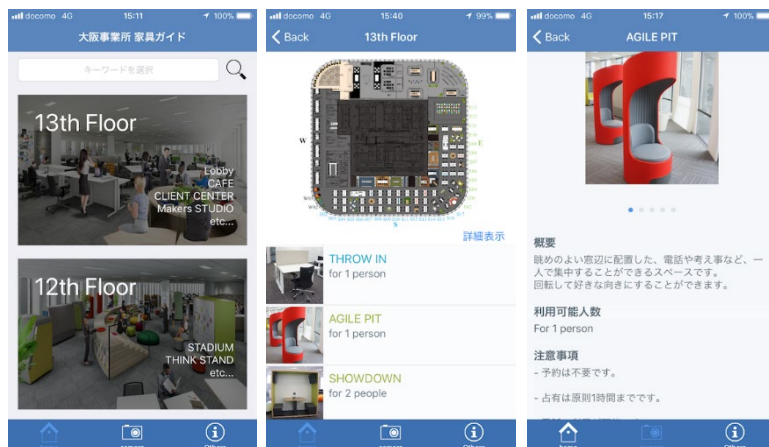 docomo 4G 15:11 100%
大阪事業所 家具ガイド
キーワードを選択
13th Floor
Lobby
CAFE
CLIENT CENTER
Makers STUDIO
etc...
12th Floor
STADIUM
THINK STAND
etc...
docomo 4G 15:40 99%
Back 13th Floor
W
E
S
詳細表示
THROW IN
for 1 person
AGILE PIT
for 1 person
SHOWDOWN
for 2 people
docomo 4G 15:17 100%
Back AGILE PIT
概要
眺めのよい窓辺に配置した、電話や考え事など、一
人で集中することができるスペースです。
回転して好きな向きにすることができます。
利用可能人数
For 1 person
注意事項
- 予約は不要です。
- 占有は原則1時間までです。